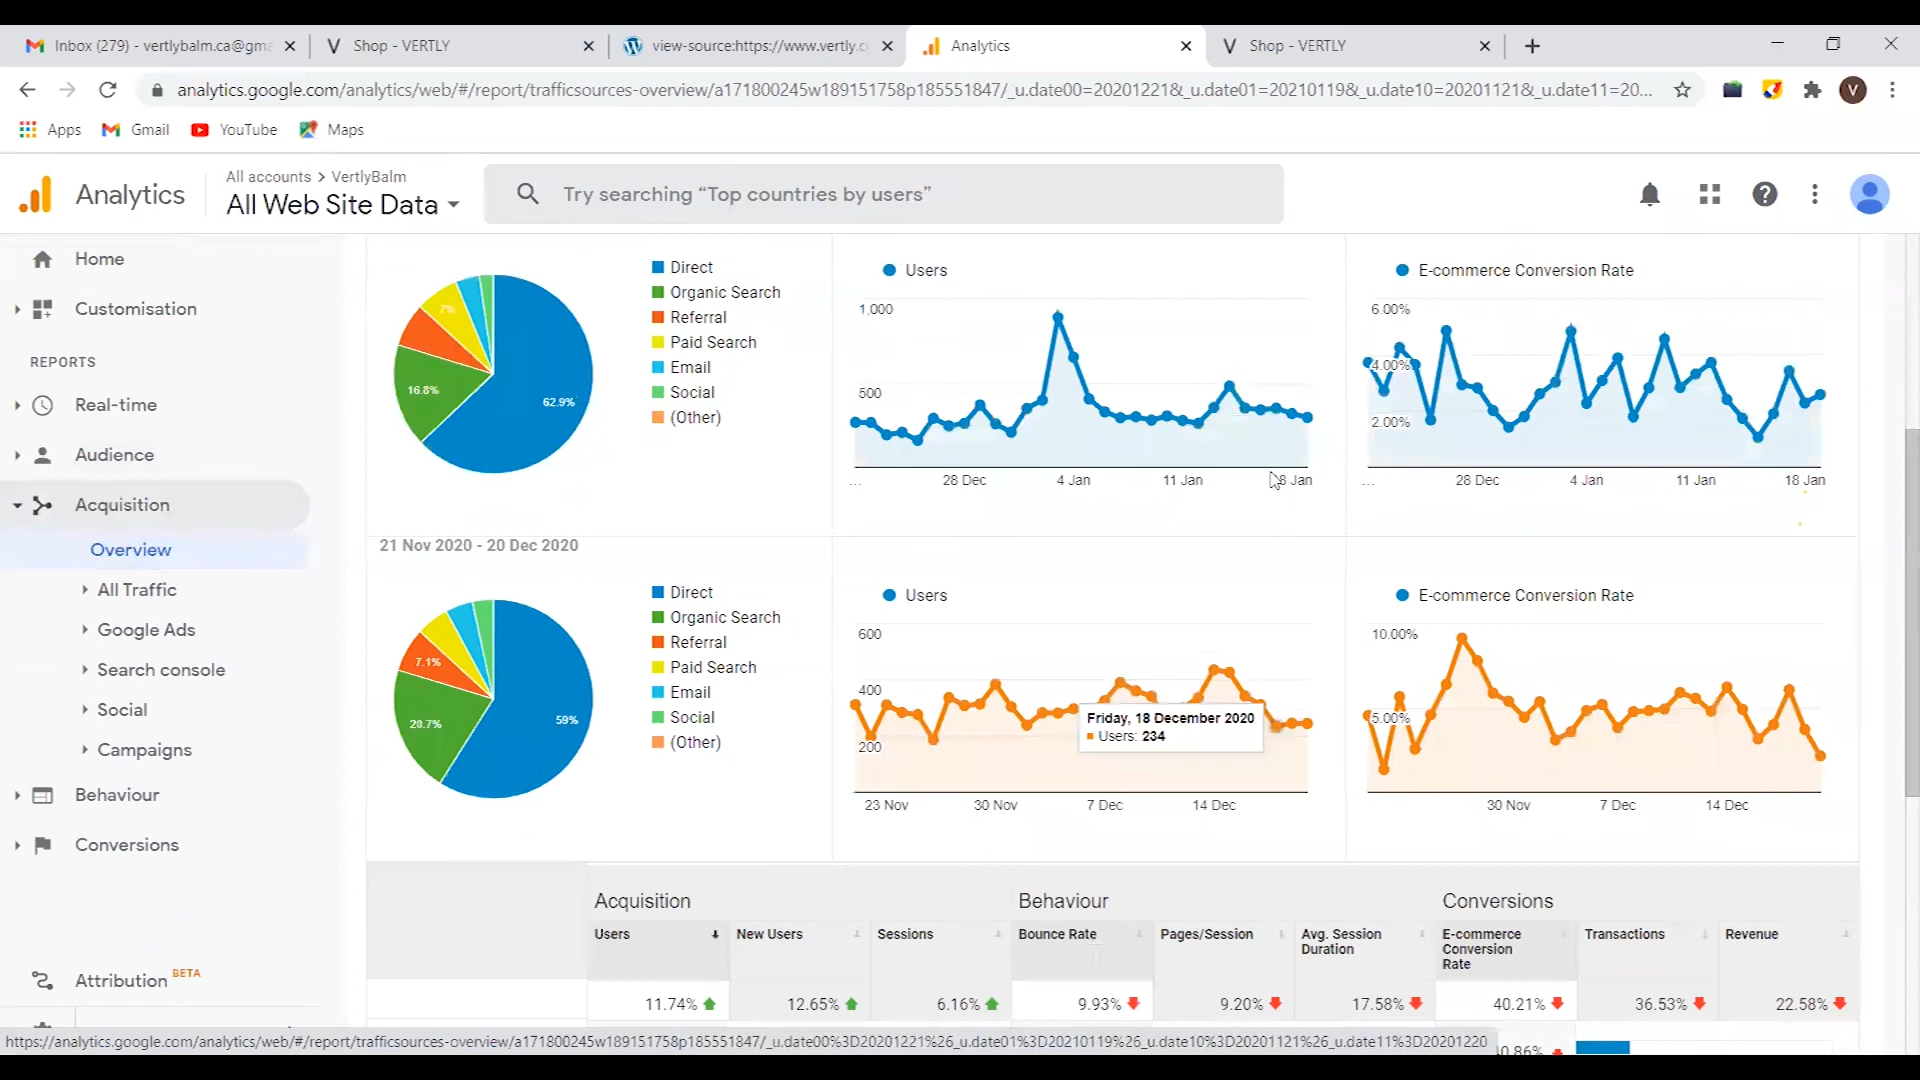 Inbox (279) - vertlybalm.ca@gma
Shop - VERTLY
view-source:https://www.vertly.c
Analytics
Shop - VERTLY
analytics.google.com/analytics/web/#/report/trafficsources-overview/a171800245w189151758p185551847/_u.date00=20201221&_u.date01=20210119&_u.date10=20201121&_u.date11=20...
V
Apps
Gmail
YouTube
Maps
Analytics
All accounts > VertlyBalm
All Web Site Data
Try searching “Top countries by users”
Home
Customisation
REPORTS
Real-time
Audience
Acquisition
Overview
All Traffic
Google Ads
Search console
Social
Campaigns
Behaviour
Conversions
Attribution BETA
Direct
Organic Search
Referral
Paid Search
Email
Social
(Other)
7%
16.8%
62.9%
Users
1,000
500
... 28 Dec 4 Jan 11 Jan 18 Jan
E-commerce Conversion Rate
6.00%
4.00%
2.00%
... 28 Dec 4 Jan 11 Jan 18 Jan
21 Nov 2020 - 20 Dec 2020
Direct
Organic Search
Referral
Paid Search
Email
Social
(Other)
7.1%
20.7%
59%
Users
600
400
200
Friday, 18 December 2020
Users: 234
23 Nov 30 Nov 7 Dec 14 Dec
E-commerce Conversion Rate
10.00%
5.00%
30 Nov 7 Dec 14 Dec
Acquisition Behaviour Conversions
Users New Users Sessions Bounce Rate Pages/Session Avg. Session Duration E-commerce Conversion Rate Transactions Revenue
11.74% 12.65% 6.16% 9.93% 9.20% 17.58% 40.21% 36.53% 22.58%
https://analytics.google.com/analytics/web/#/report/trafficsources-overview/a171800245w189151758p185551847/_u.date00%3D20201221%26_u.date01%3D20210119%26_u.date10%3D20201121%26_u.date11%3D20201220